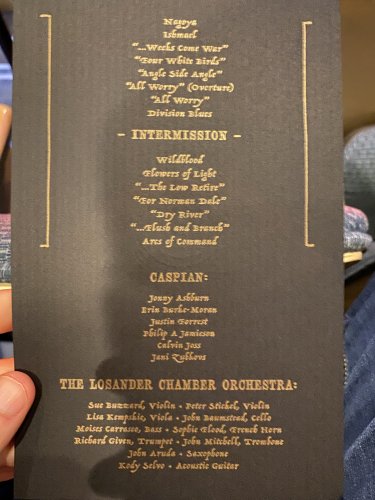 Nagoya
Ishmael
"...Weeks Come War"
"Four White Birds"
"Angle Side Angle"
"All Worry" (Overture)
"All Worry"
Division Blues
- INTERMISSION -
Wildblood
Flowers of Light
"...The Low Retire"
"For Norman Dale"
"Dry River"
"...Flush and Branch"
Arcs of Command
CASPIAN:
Jonny Ashburn
Erin Burke-Moran
Justin Forrest
Philip A Jamieson
Calvin Joss
Jani Zubkovs
THE LOSANDER CHAMBER ORCHESTRA:
Sue Buzzard, Violin • Peter Stickel, Violin
Lisa Kempskie, Viola • John Baumstead, Cello
Moises Carrasco, Bass • Sophie Flood, French Horn
Richard Given, Trumpet • John Mitchell, Trombone
John Aruda • Saxophone
Kody Selvo • Acoustic Guitar